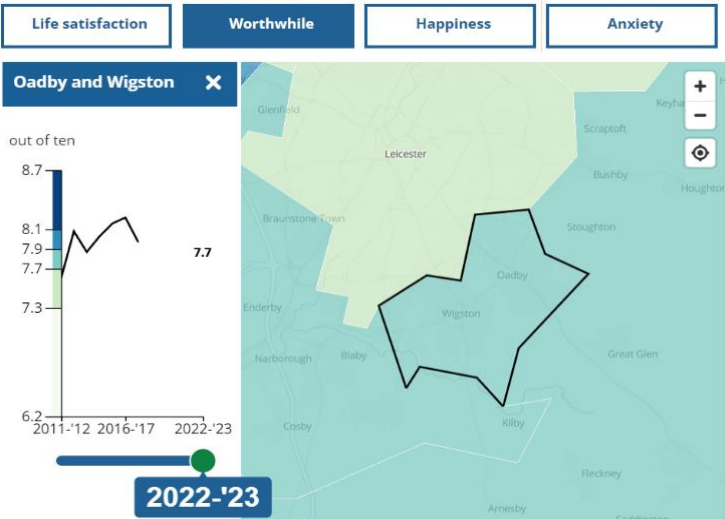 Life satisfaction
Worthwhile
Happiness
Anxiety
Oadby and Wigston ×
out of ten
8.7
8.1
7.9
7.7
7.3
6.2
7.7
2011-'12 2016-'17 2022-'23
2022-'23
Glenfield
Leicester
Scraptoft
Bushby
Braunstone Town
Stoughton
Oadby
Enderby
Wigston
Narborough
Blaby
Great Glen
Cosby
Kilby
Fleckney
Arnesby
+
−